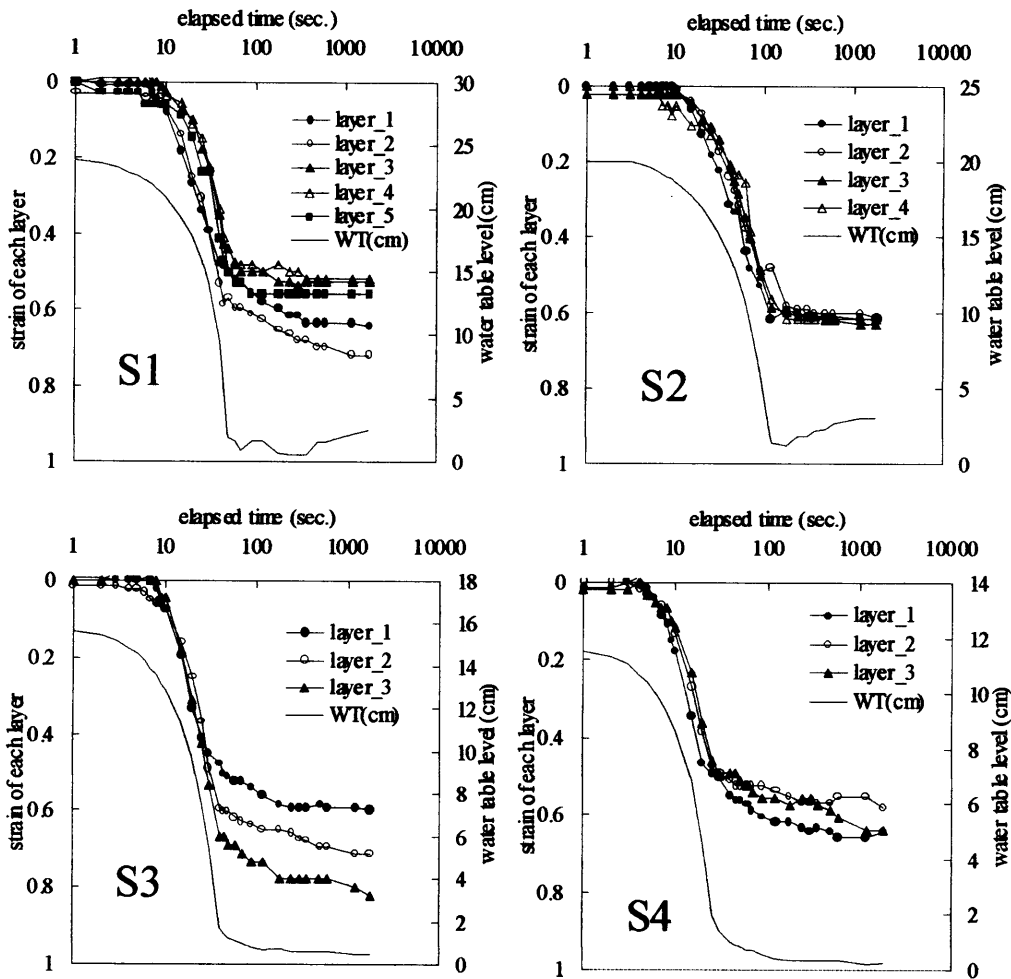 elapsed time (sec.)
1 10 100 1000 10000
0
0.2
0.4
0.6
0.8
1
strain of each layer
30
25
20
15
10
5
0
water table level(cm)
layer_1
layer_2
layer_3
layer_4
layer_5
WT(cm)
S1
elapsed time (sec.)
1 10 100 1000 10000
0
0.2
0.4
0.6
0.8
1
strain of each layer
25
20
15
10
5
0
water table level (cm)
layer_1
layer_2
layer_3
layer_4
WT(cm)
S2
elapsed time (sec.)
1 10 100 1000 10000
0
0.2
0.4
0.6
0.8
1
strain of each layer
18
16
14
12
10
8
6
4
2
0
water table level (cm)
layer_1
layer_2
layer_3
WT(cm)
S3
elapsed time (sec.)
1 10 100 1000 10000
0
0.2
0.4
0.6
0.8
1
strain of each layer
14
12
10
8
6
4
2
0
water table level (cm)
layer_1
layer_2
layer_3
WT(cm)
S4